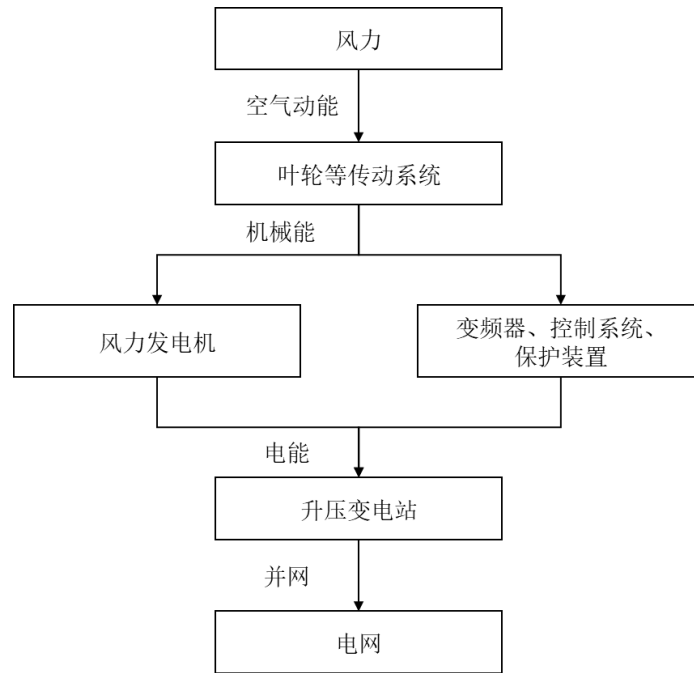 风力
空气动能
叶轮等传动系统
机械能
风力发电机
变频器、控制系统、
保护装置
电能
升压变电站
并网
电网